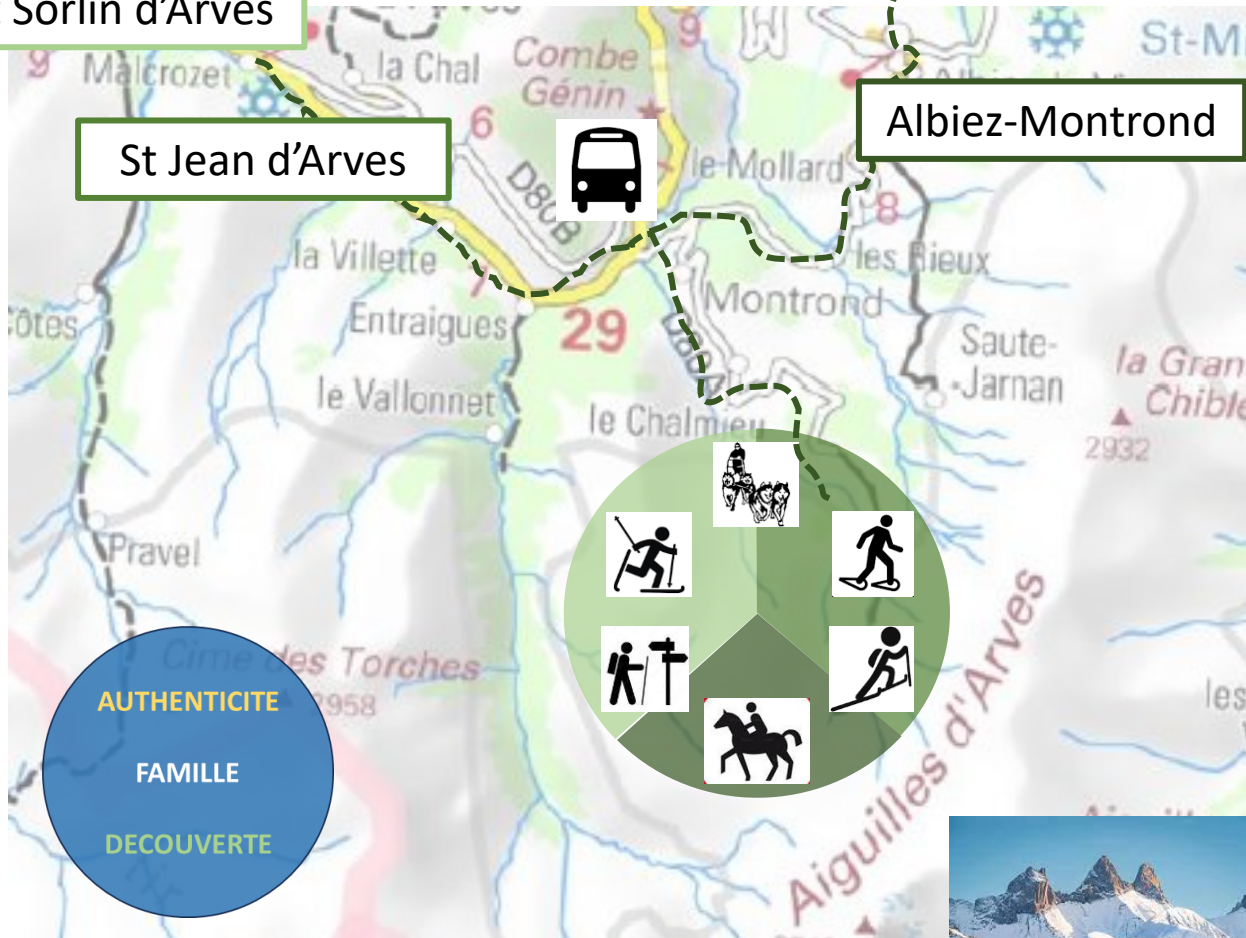 Sorlin d'Arves
9
Malcrozet
la Chal
Combe
Génin
9
St-M
St Jean d'Arves
6
Albiez-Montrond
le Mollard
D80B
8
la Villette
les Rieux
7
Entraigues
29
Montrond
Côtes
Saute-
Jarnan
la Gran
Chible
2932
le Vallonnet
le Chalmieu
Pravel
Cime des Torches
2958
AUTHENTICITE
FAMILLE
DECOUVERTE
les
Aiguilles d'Arves